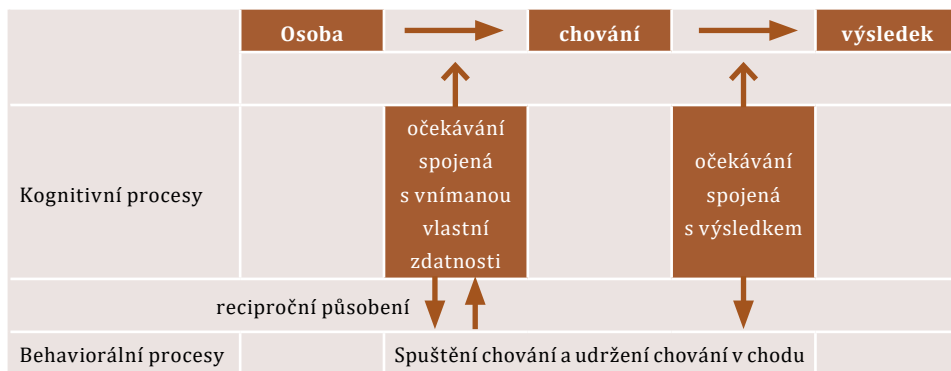 Osoba
chování
výsledek
Kognitivní procesy
očekávání
spojená
s vnímanou
vlastní
zdatnosti
očekávání
spojená
s výsledkem
reciproční působení
Behaviorální procesy
Spuštění chování a udržení chování v chodu